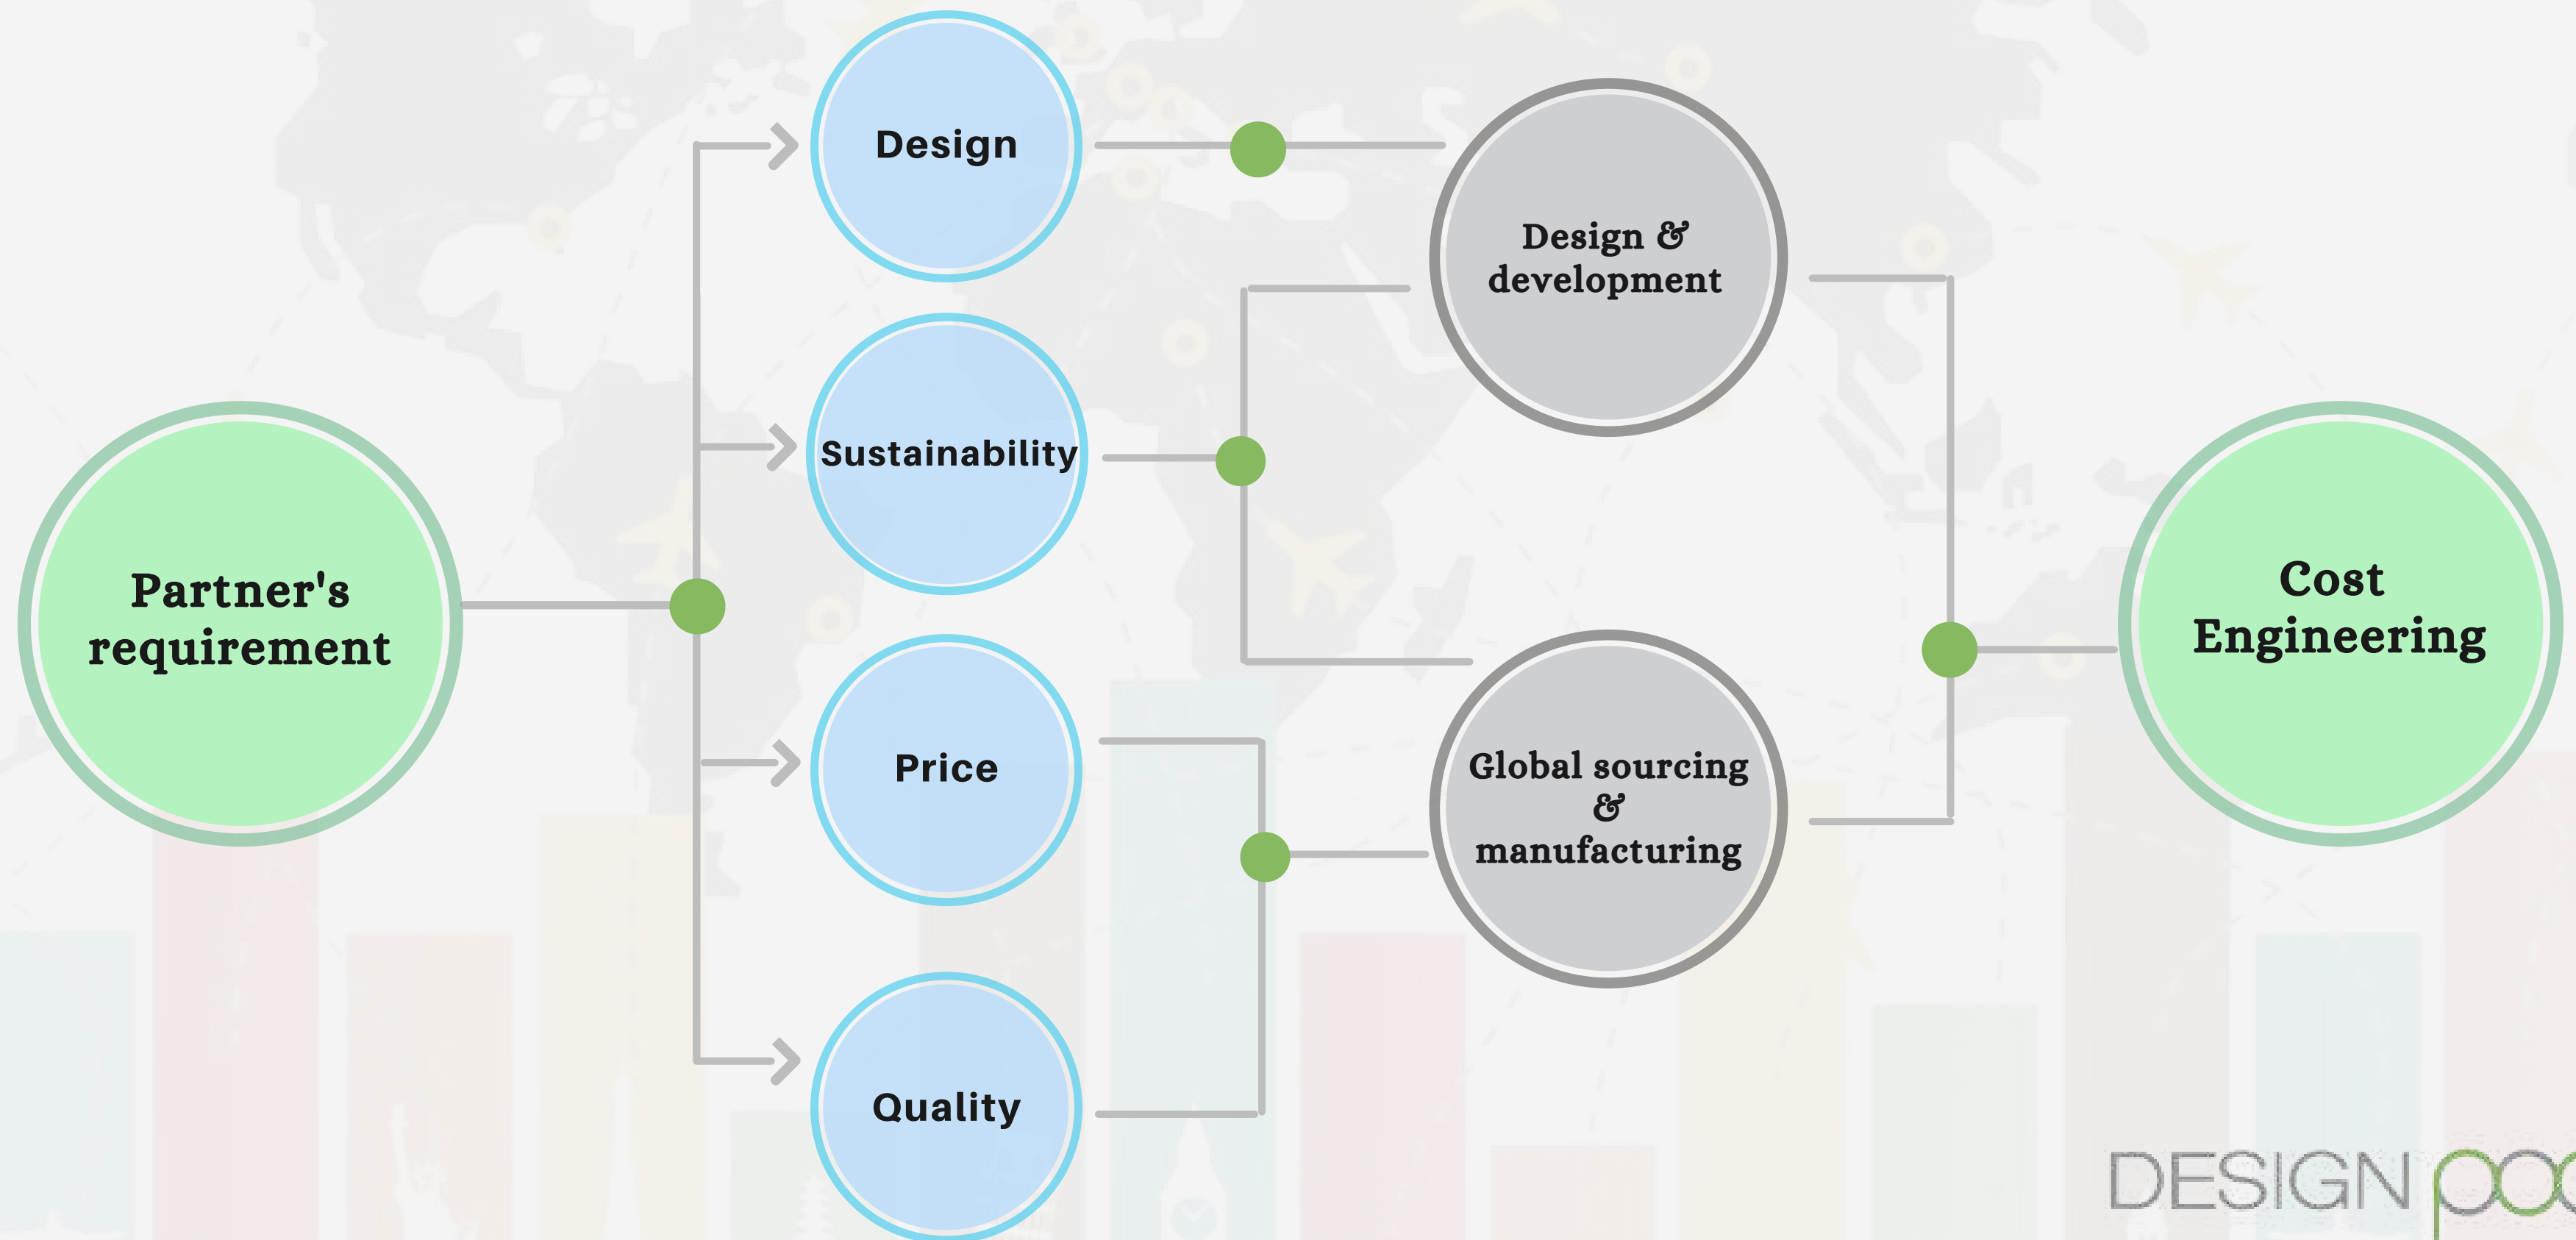 Design
Sustainability
Price
Quality
Partner's
requirement
Design &
development
Global sourcing
&
manufacturing
Cost
Engineering
DESIGN